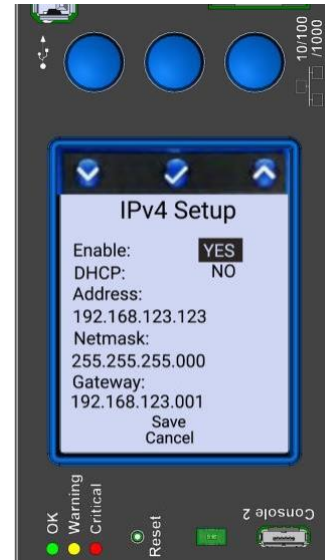 10/100
/1000
IPv4 Setup
Enable: YES
DHCP: NO
Address:
192.168.123.123
Netmask:
255.255.255.000
Gateway:
192.168.123.001
Save
Cancel
OK
Warning
Critical
Reset
Console 2